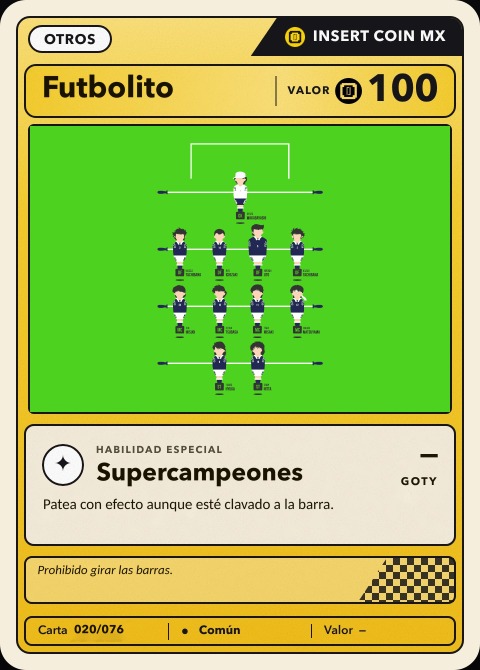 OTROS
INSERT COIN MX
Futbolito
VALOR 100
HABILIDAD ESPECIAL
Supercampeones
—
GOTY
Patea con efecto aunque esté clavado a la barra.
Prohibido girar las barras.
Carta 020/076 • Común Valor –